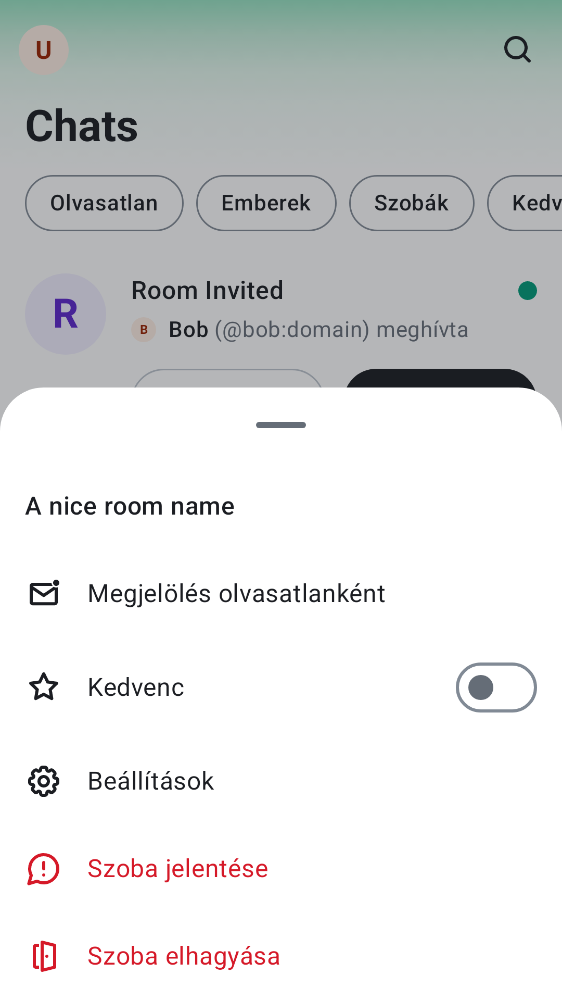 U
Chats
Olvasatlan Emberek Szobák Kedv
R
Room Invited
B Bob (@bob:domain) meghívta
A nice room name
Megjelölés olvasatlanként
Kedvenc
Beállítások
Szoba jelentése
Szoba elhagyása